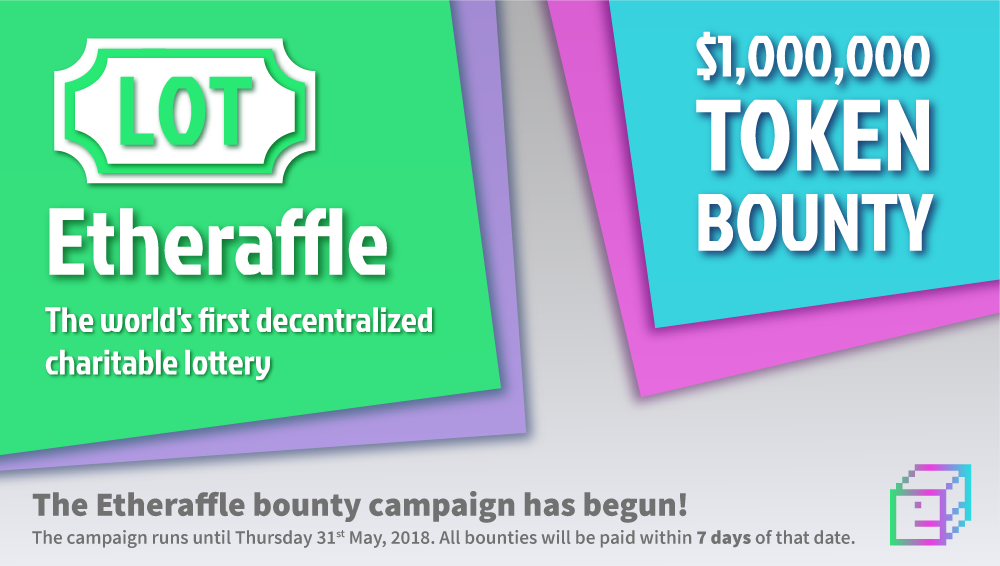 LOT
Etheraffle
The world's first decentralized
charitable lottery
$1,000,000
TOKEN
BOUNTY
The Etheraffle bounty campaign has begun!
The campaign runs until Thursday 31st May, 2018. All bounties will be paid within 7 days of that date.